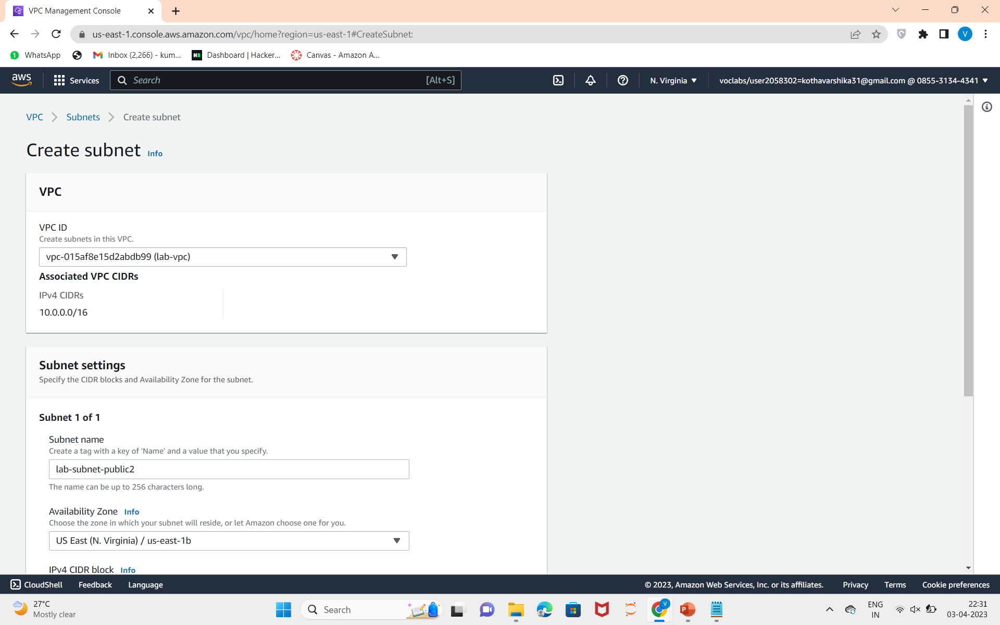 VPC Management Console
us-east-1.console.aws.amazon.com/vpc/home?region=us-east-1#CreateSubnet:
V
1 WhatsApp
Inbox (2,266) - kum...
Dashboard | Hacker...
Canvas - Amazon A...
aws
Services
Search
[Alt+S]
N. Virginia
voclabs/user2058302=kothavarshika31@gmail.com @ 0855-3134-4341
VPC
Subnets
Create subnet
Create subnet Info
VPC
VPC ID
Create subnets in this VPC.
vpc-015af8e15d2abdb99 (lab-vpc)
Associated VPC CIDRs
IPv4 CIDRs
10.0.0.0/16
Subnet settings
Specify the CIDR blocks and Availability Zone for the subnet.
Subnet 1 of 1
Subnet name
Create a tag with a key of 'Name' and a value that you specify.
lab-subnet-public2
The name can be up to 256 characters long.
Availability Zone Info
Choose the zone in which your subnet will reside, or let Amazon choose one for you.
US East (N. Virginia) / us-east-1b
IPv4 CIDR block Info
CloudShell
Feedback
Language
© 2023, Amazon Web Services, Inc. or its affiliates.
Privacy
Terms
Cookie preferences
27°C
Mostly clear
Search
V
P
ENG
IN
22:31
03-04-2023